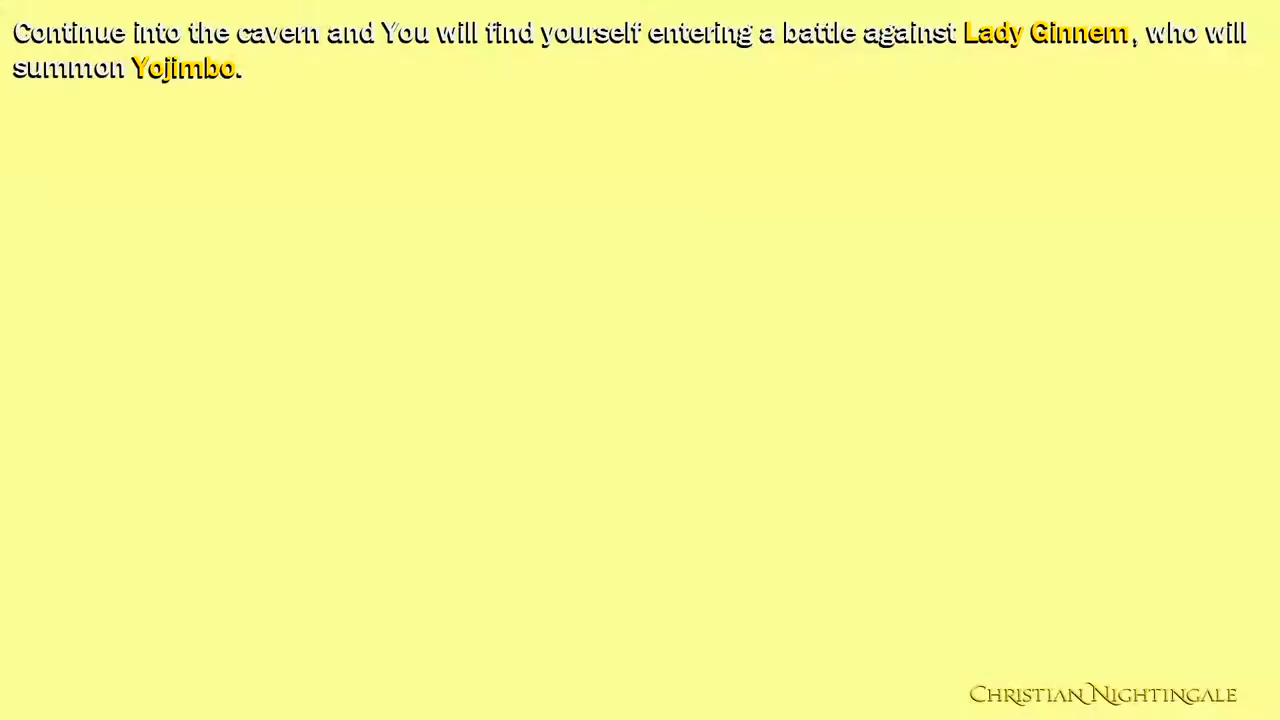 Continue into the cavern and You will find yourself entering a battle against Lady Ginnem, who will
summon Yojimbo.
Christian Nightingale